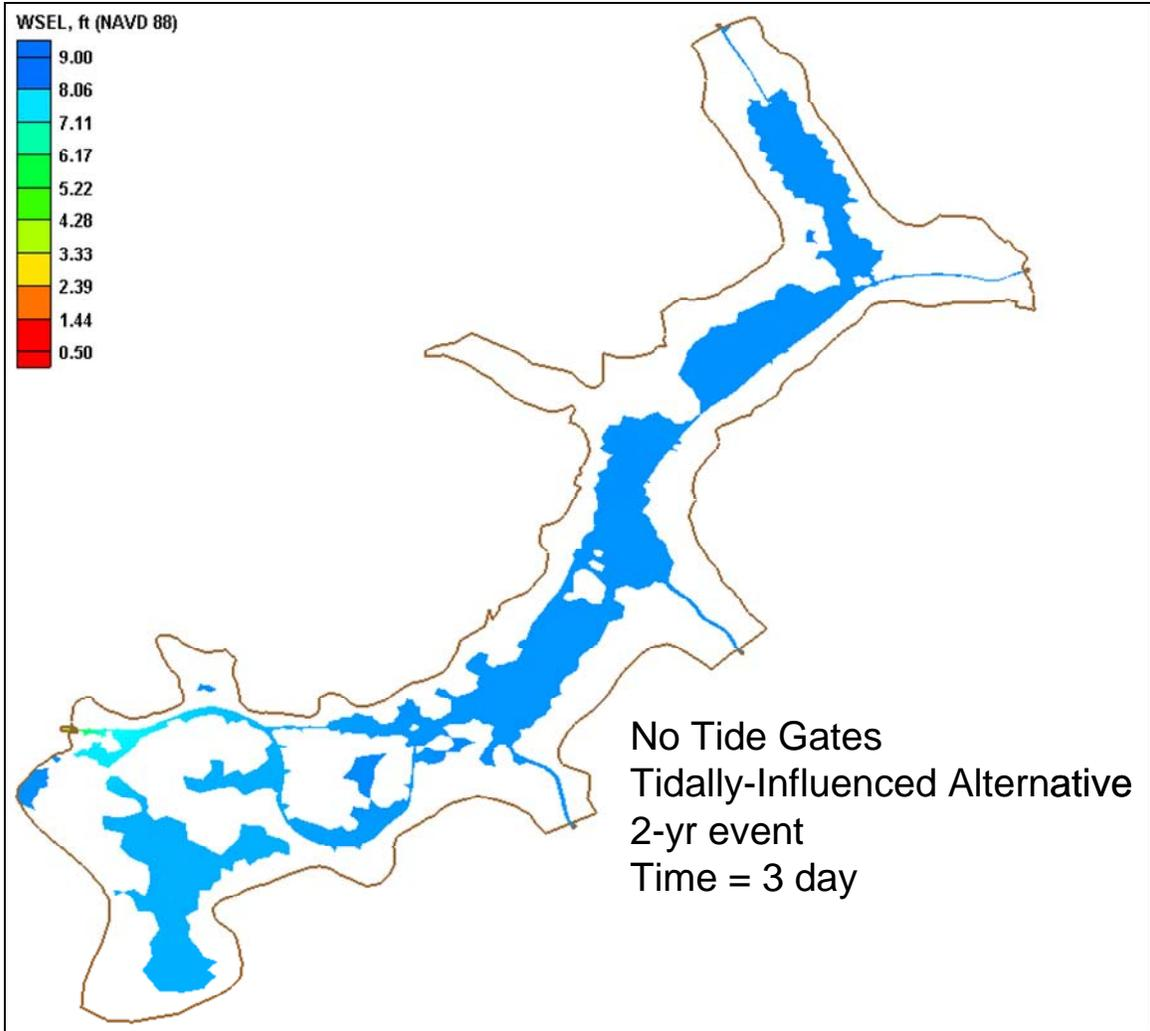 WSEL, ft (NAVD 88)
9.00
8.06
7.11
6.17
5.22
4.28
3.33
2.39
1.44
0.50
No Tide Gates
Tidally-Influenced Alternative
2-yr event
Time = 3 day